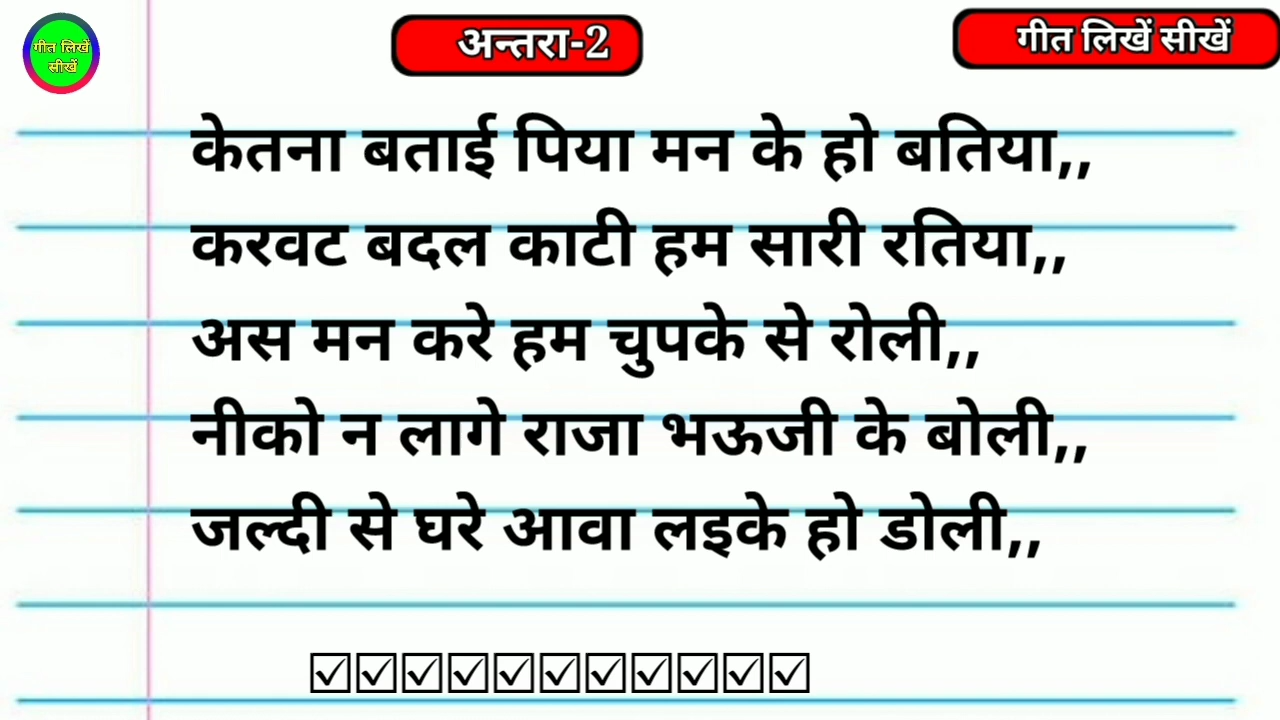 गीत लिखें
सीखें
अन्तरा-2
गीत लिखें सीखें
केतना बताई पिया मन के हो बतिया,,
करवट बदल काटी हम सारी रतिया,,
अस मन करे हम चुपके से रोली,,
नीको न लागे राजा भऊजी के बोली,,
जल्दी से घरे आवा लइके हो डोली,,
☑☑☑☑☑☑☑☑☑☑☑